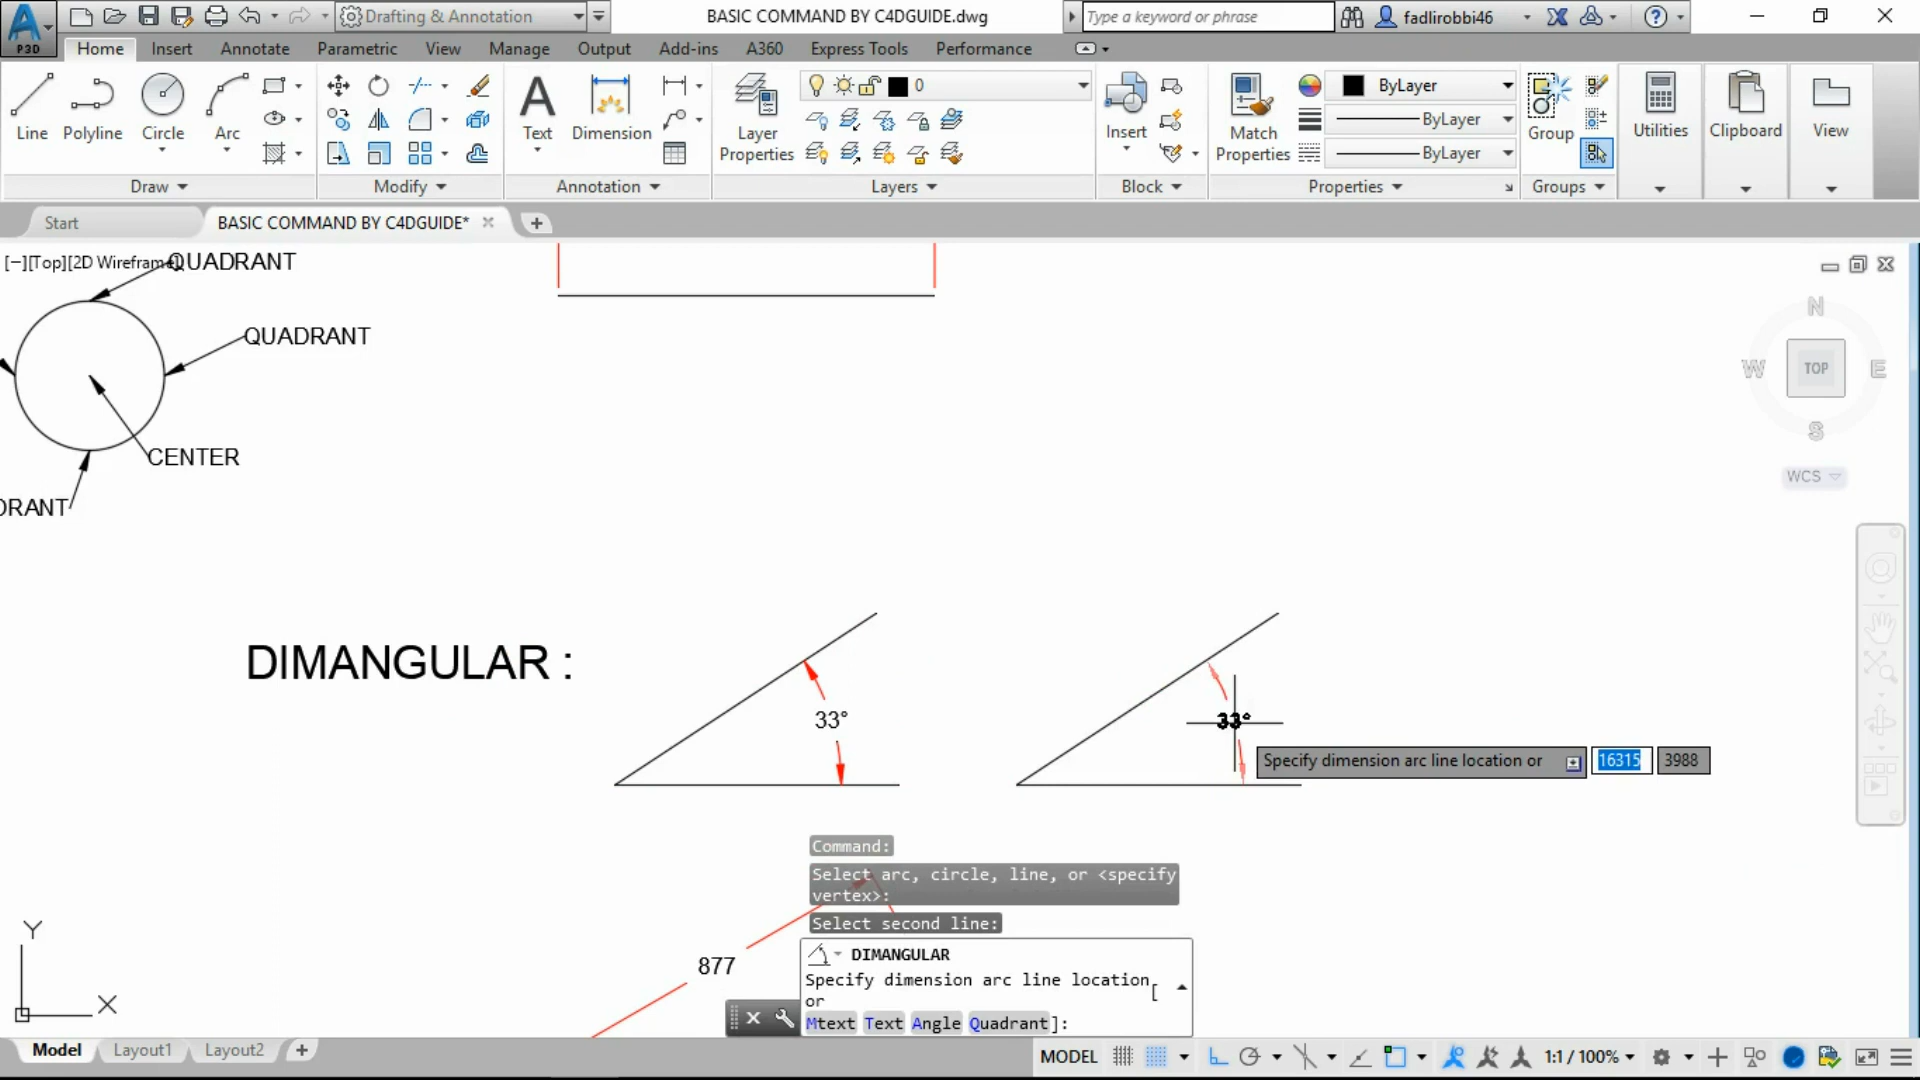 P3D
Drafting & Annotation
BASIC COMMAND BY C4DGUIDE.dwg
Type a keyword or phrase
fadlirobbi46
Home Insert Annotate Parametric View Manage Output Add-ins A360 Express Tools Performance
Line Polyline Circle Arc
Text Dimension
Layer Properties
0
Insert
Match Properties
ByLayer
ByLayer
ByLayer
Group
Utilities
Clipboard
View
Draw Modify Annotation Layers Block Properties Groups
Start
BASIC COMMAND BY C4DGUIDE*
[−][Top][2D Wireframe]
QUADRANT
QUADRANT
CENTER
DRANT
N
W TOP E
S
WCS
DIMANGULAR :
33°
33°
Specify dimension arc line location or
16315
3988
Command:
Select arc, circle, line, or <specify
vertex>:
Select second line:
877
DIMANGULAR
Specify dimension arc line location
or [
Mtext Text Angle Quadrant]:
Y
X
Model Layout1 Layout2
MODEL
1:1 / 100%